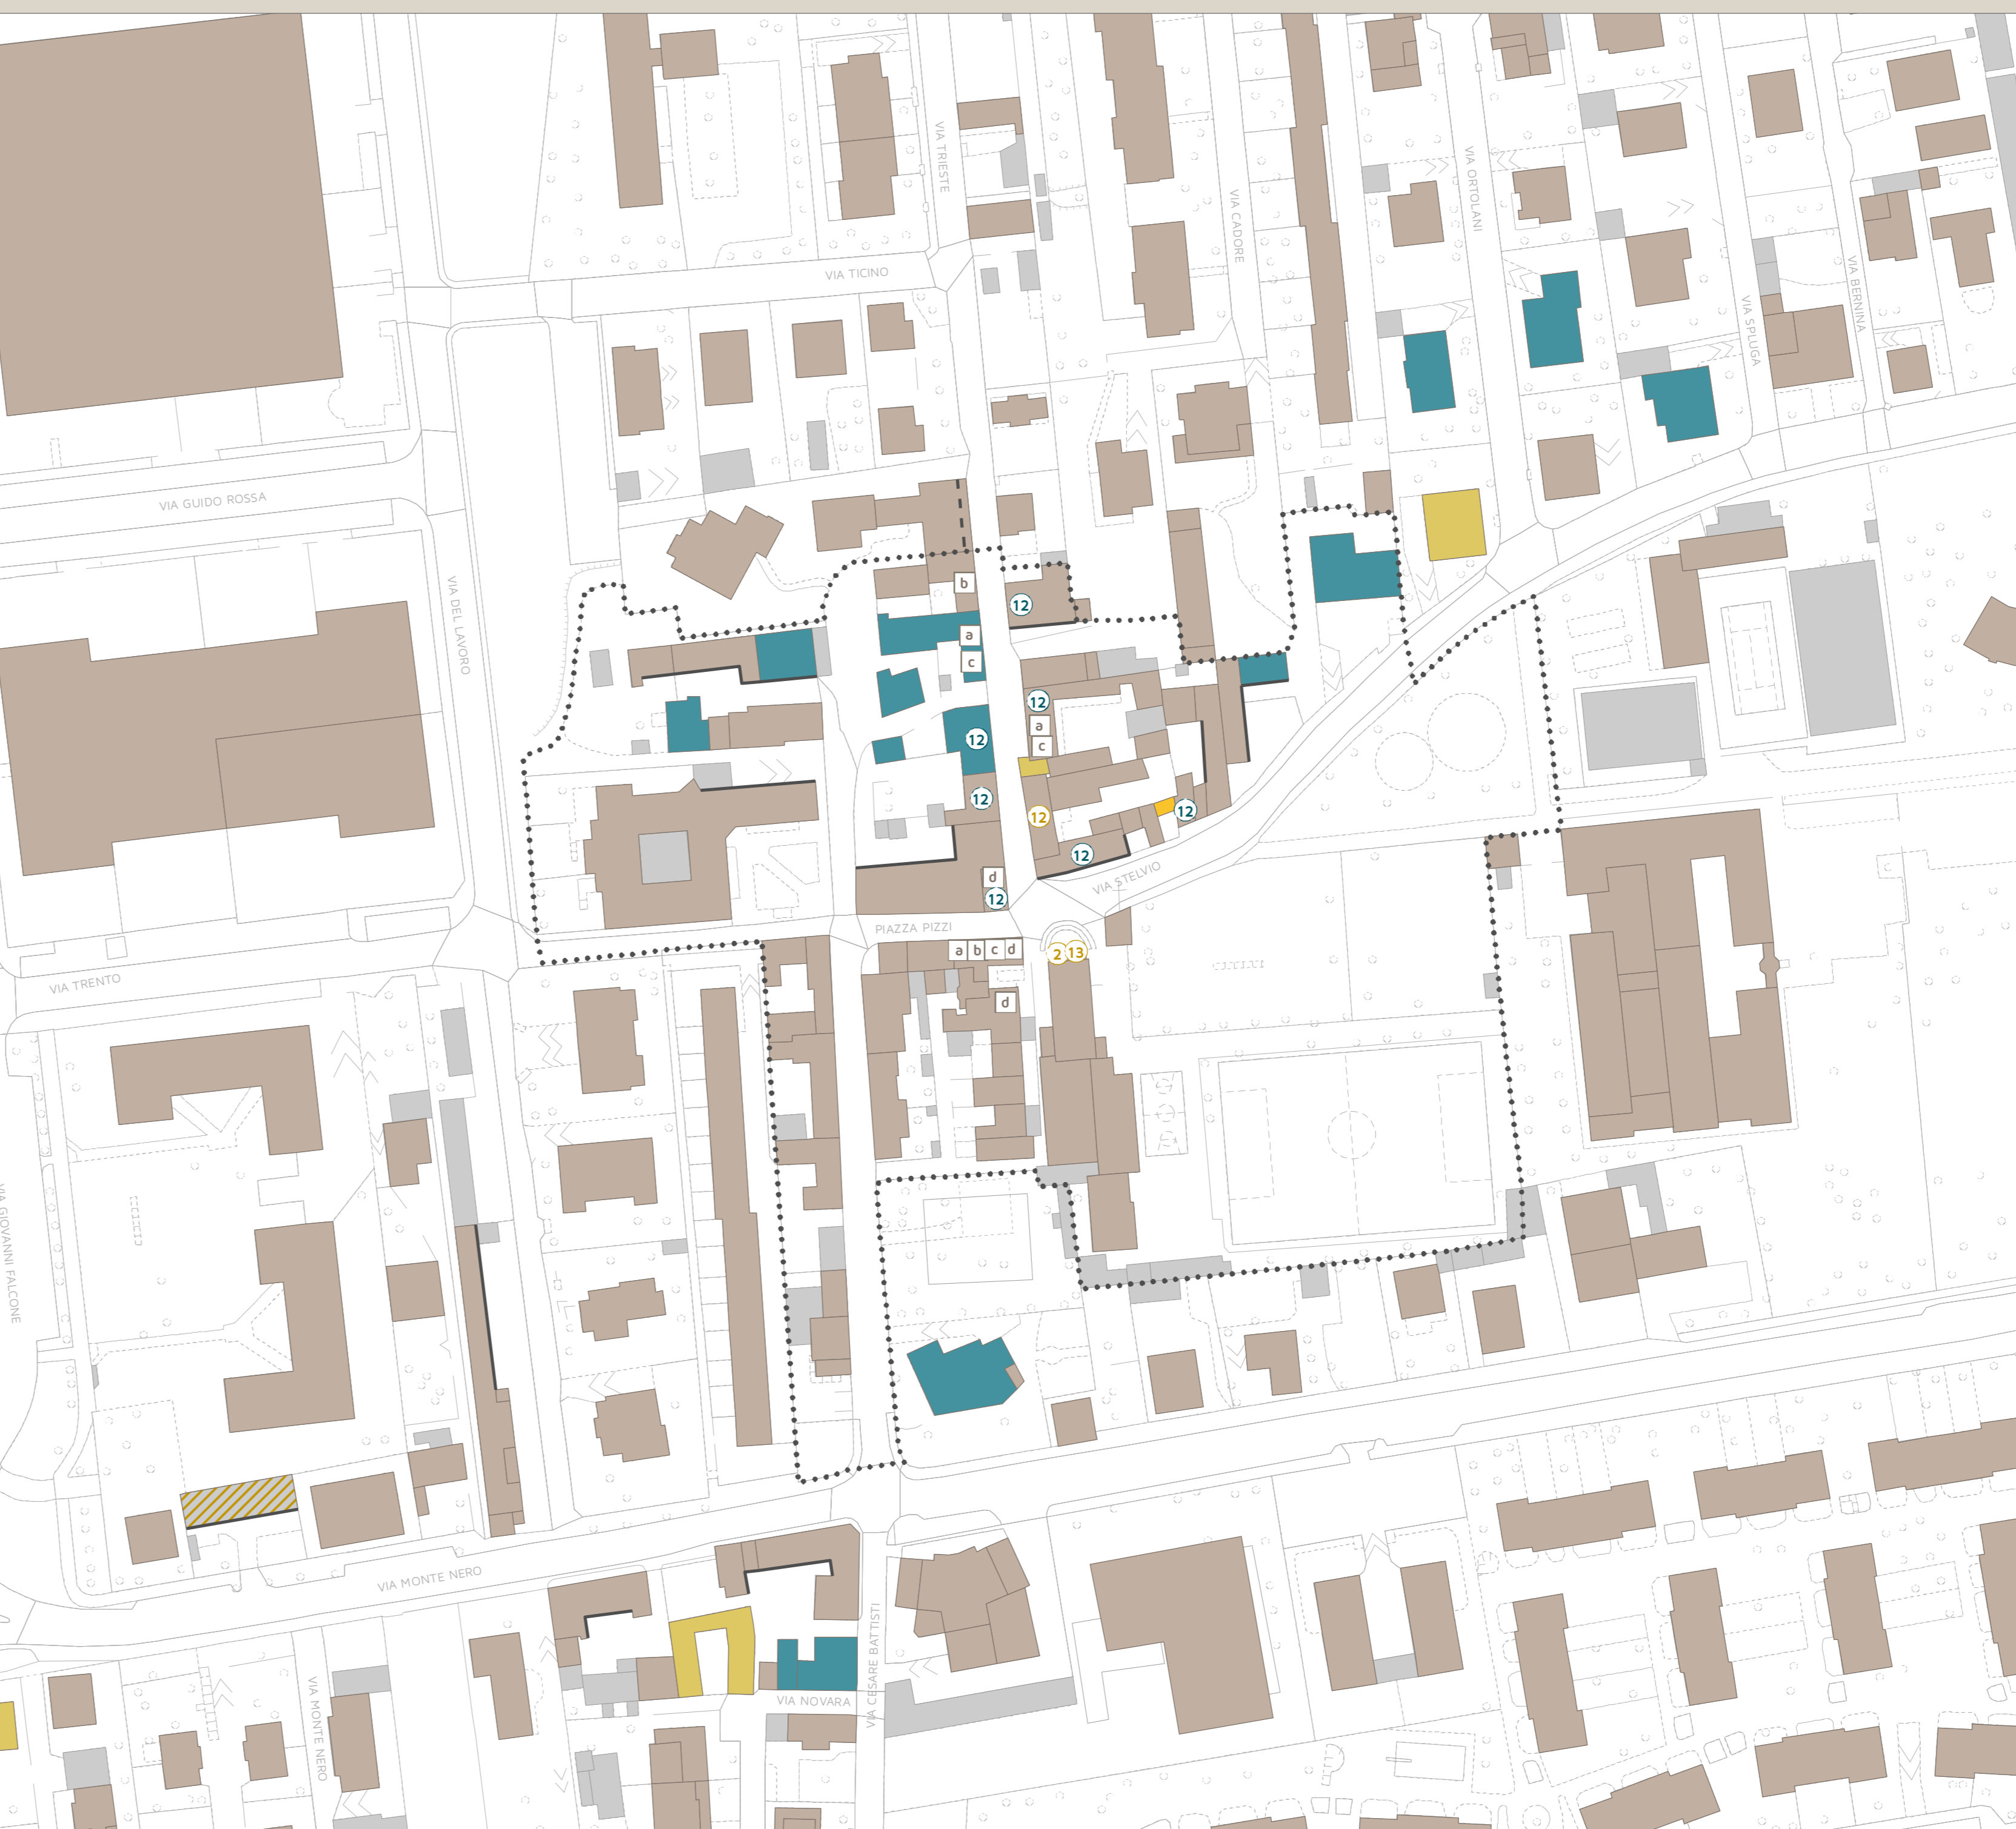 VIA TRIESTE
VIA CADORE
VIA ORTOLANI
VIA TICINO
VIA BERNINA
VIA SPLUGA
VIA GUIDO ROSSA
VIA DEL LAVORO
b
12
a
c
12
a
c
12
12
12
12
12
d
12
VIA STELVIO
PIAZZA PIZZI
a b c d
2 13
VIA TRENTO
d
VIA GIOVANNI FALCONE
VIA MONTE NERO
VIA CESARE BATTISTI
VIA NOVARA
VIA MONTE NERO